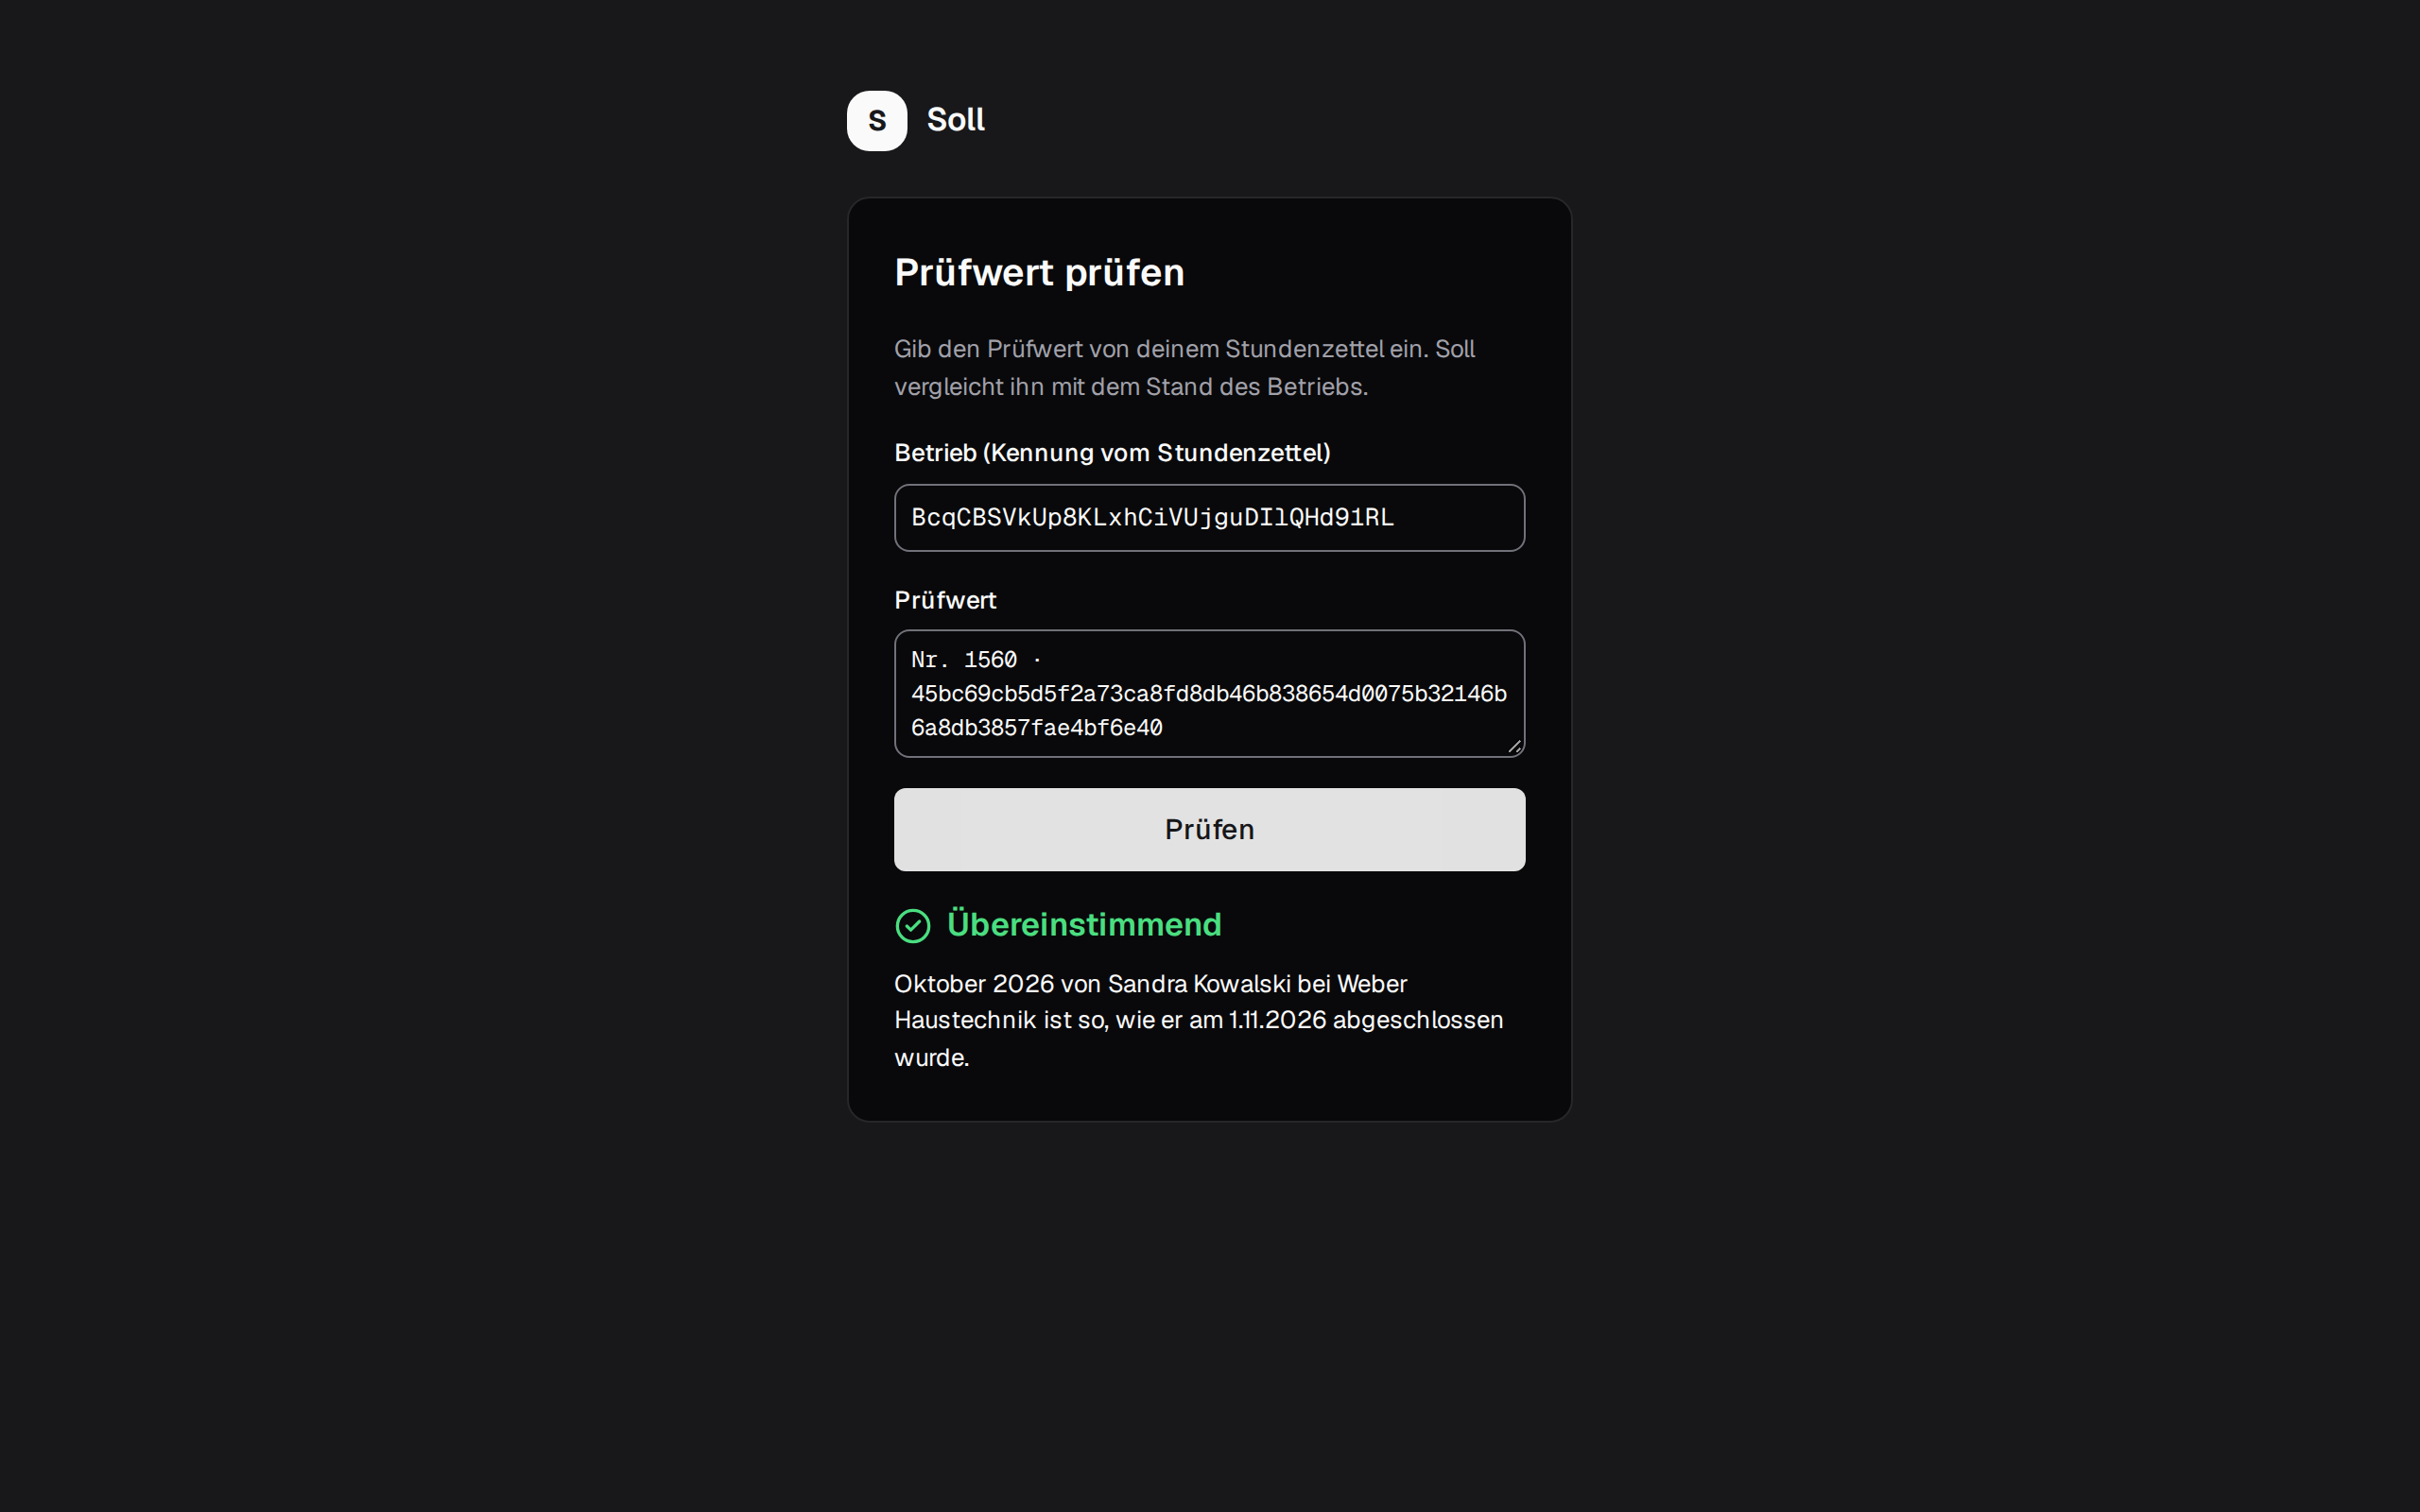 S Soll
Prüfwert prüfen
Gib den Prüfwert von deinem Stundenzettel ein. Soll
vergleicht ihn mit dem Stand des Betriebs.
Betrieb (Kennung vom Stundenzettel)
BcqCBSVkUp8KLxhCiVUjguDIlQHd91RL
Prüfwert
Nr. 1560 ·
45bc69cb5d5f2a73ca8fd8db46b838654d0075b32146b
6a8db3857fae4bf6e40
Prüfen
Übereinstimmend
Oktober 2026 von Sandra Kowalski bei Weber
Haustechnik ist so, wie er am 1.11.2026 abgeschlossen
wurde.